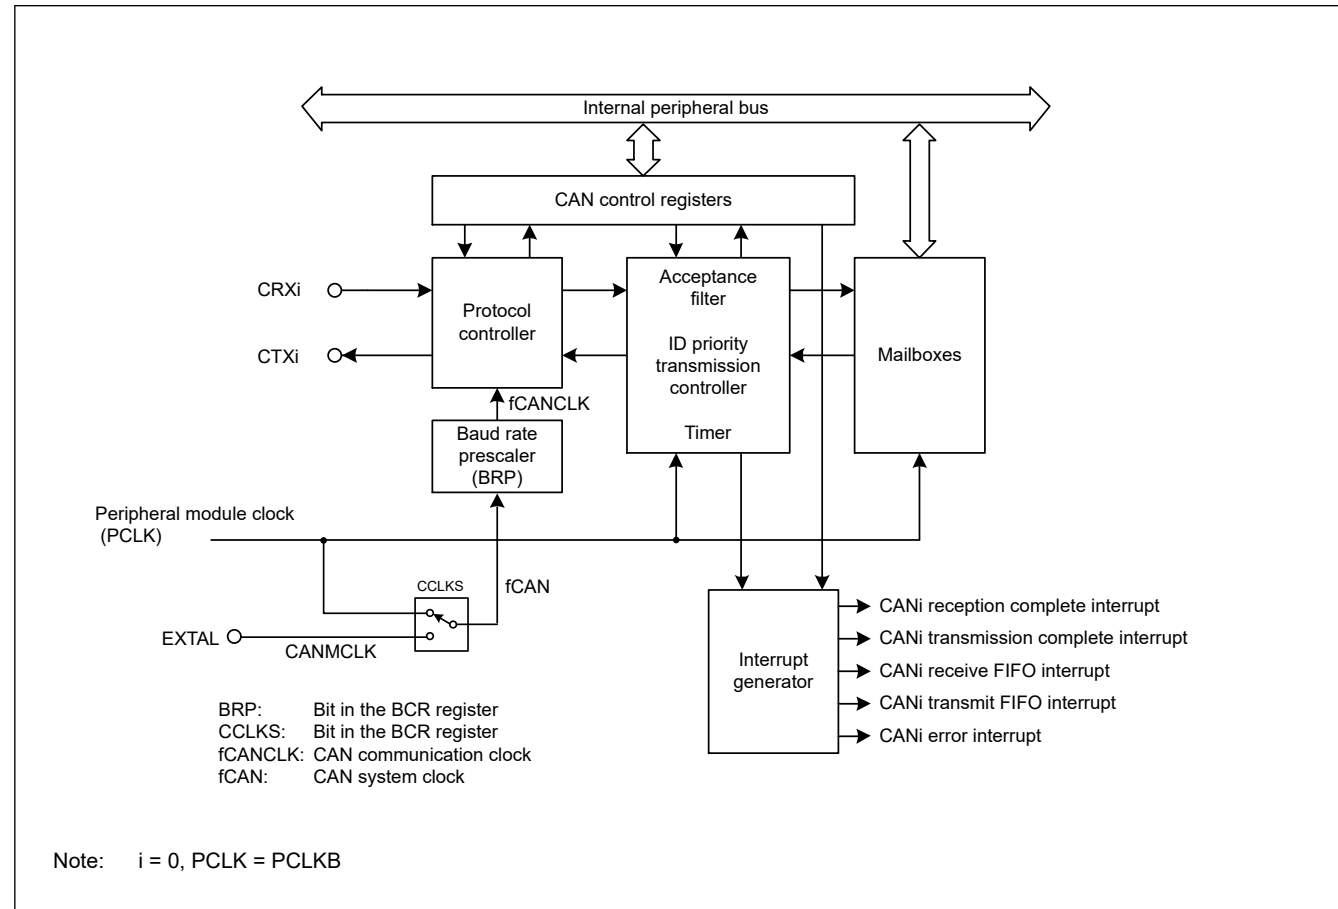 Internal peripheral bus
CAN control registers
CRXi
CTXi
Protocol
controller
Acceptance
filter
ID priority
transmission
controller
Timer
Mailboxes
fCANCLK
Baud rate
prescaler
(BRP)
Peripheral module clock
(PCLK)
CCLKS
fCAN
EXTAL
CANMCLK
Interrupt
generator
CANi reception complete interrupt
CANi transmission complete interrupt
CANi receive FIFO interrupt
CANi transmit FIFO interrupt
CANi error interrupt
BRP: Bit in the BCR register
CCLKS: Bit in the BCR register
fCANCLK: CAN communication clock
fCAN: CAN system clock
Note: i = 0, PCLK = PCLKB